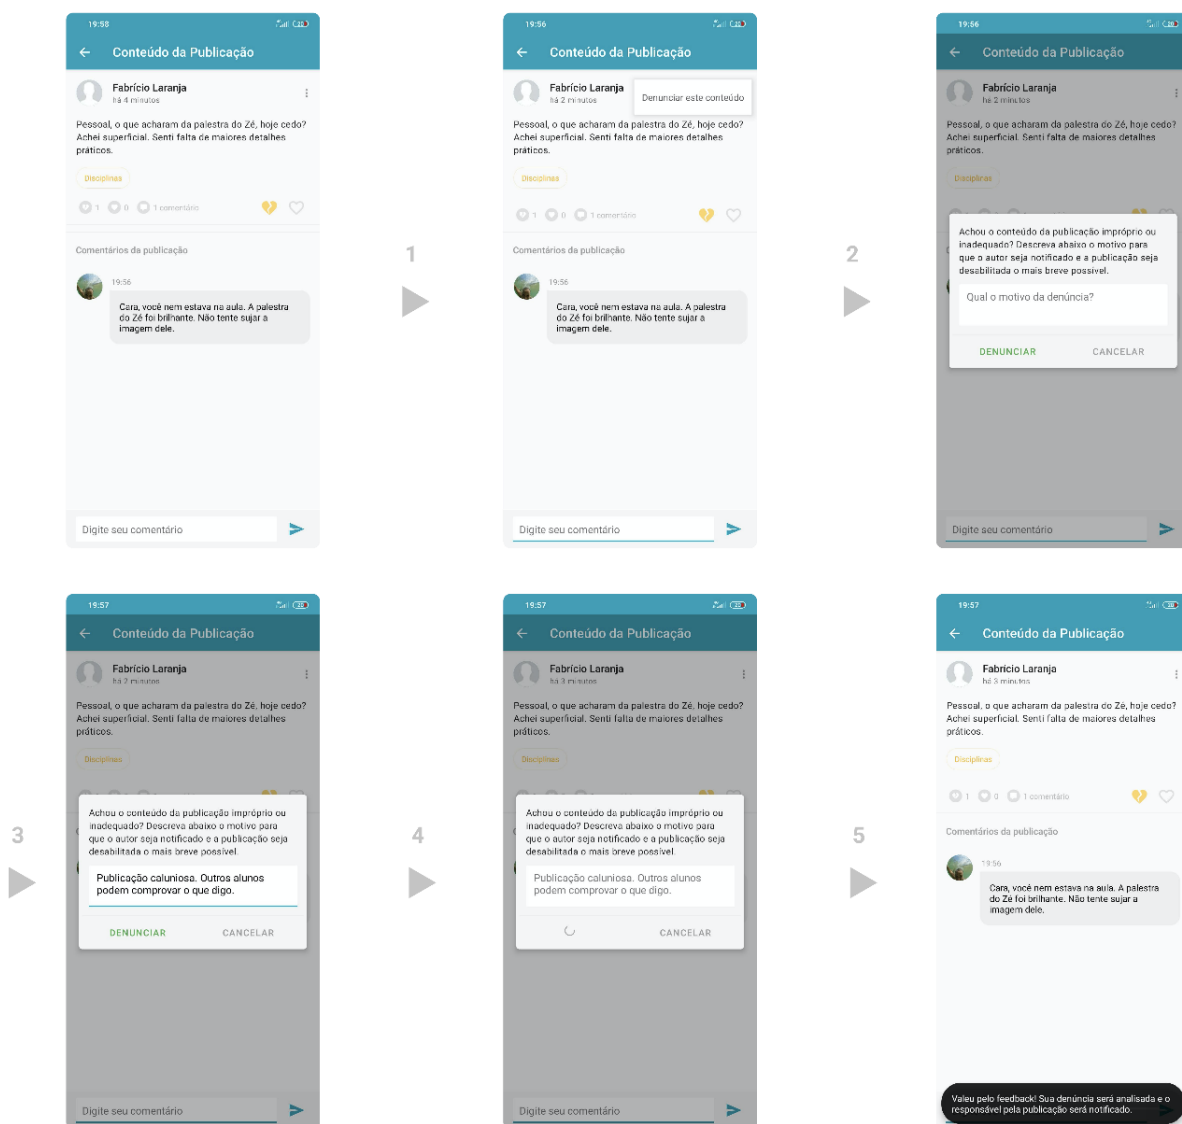 19:58
Conteúdo da Publicação
Fabrício Laranja
há 4 minutos
Pessoal, o que acharam da palestra do Zé, hoje cedo?
Achei superficial. Senti falta de maiores detalhes
práticos.
Disciplinas
1 0 1 comentário
Comentários da publicação
19:56
Cara, você nem estava na aula. A palestra
do Zé foi brilhante. Não tente sujar a
imagem dele.
Digite seu comentário
1
19:56
Conteúdo da Publicação
Fabrício Laranja
há 2 minutos
Denunciar este conteúdo
Pessoal, o que acharam da palestra do Zé, hoje cedo?
Achei superficial. Senti falta de maiores detalhes
práticos.
Disciplinas
1 0 1 comentário
Comentários da publicação
19:56
Cara, você nem estava na aula. A palestra
do Zé foi brilhante. Não tente sujar a
imagem dele.
Digite seu comentário
2
19:56
Conteúdo da Publicação
Fabrício Laranja
há 2 minutos
Pessoal, o que acharam da palestra do Zé, hoje cedo?
Achei superficial. Senti falta de maiores detalhes
práticos.
Disciplinas
Achou o conteúdo da publicação impróprio ou
inadequado? Descreva abaixo o motivo para
que o autor seja notificado e a publicação seja
desabilitada o mais breve possível.
Qual o motivo da denúncia?
DENUNCIAR CANCELAR
Digite seu comentário
3
19:57
Conteúdo da Publicação
Fabrício Laranja
há 2 minutos
Pessoal, o que acharam da palestra do Zé, hoje cedo?
Achei superficial. Senti falta de maiores detalhes
práticos.
Disciplinas
Achou o conteúdo da publicação impróprio ou
inadequado? Descreva abaixo o motivo para
que o autor seja notificado e a publicação seja
desabilitada o mais breve possível.
Publicação caluniosa. Outros alunos
podem comprovar o que digo.
DENUNCIAR CANCELAR
Digite seu comentário
4
19:57
Conteúdo da Publicação
Fabrício Laranja
há 3 minutos
Pessoal, o que acharam da palestra do Zé, hoje cedo?
Achei superficial. Senti falta de maiores detalhes
práticos.
Disciplinas
Achou o conteúdo da publicação impróprio ou
inadequado? Descreva abaixo o motivo para
que o autor seja notificado e a publicação seja
desabilitada o mais breve possível.
Publicação caluniosa. Outros alunos
podem comprovar o que digo.
CANCELAR
Digite seu comentário
5
19:57
Conteúdo da Publicação
Fabrício Laranja
há 3 minutos
Pessoal, o que acharam da palestra do Zé, hoje cedo?
Achei superficial. Senti falta de maiores detalhes
práticos.
Disciplinas
1 0 1 comentário
Comentários da publicação
19:56
Cara, você nem estava na aula. A palestra
do Zé foi brilhante. Não tente sujar a
imagem dele.
Valeu pelo feedback! Sua denúncia será analisada e o
responsável pela publicação será notificado.